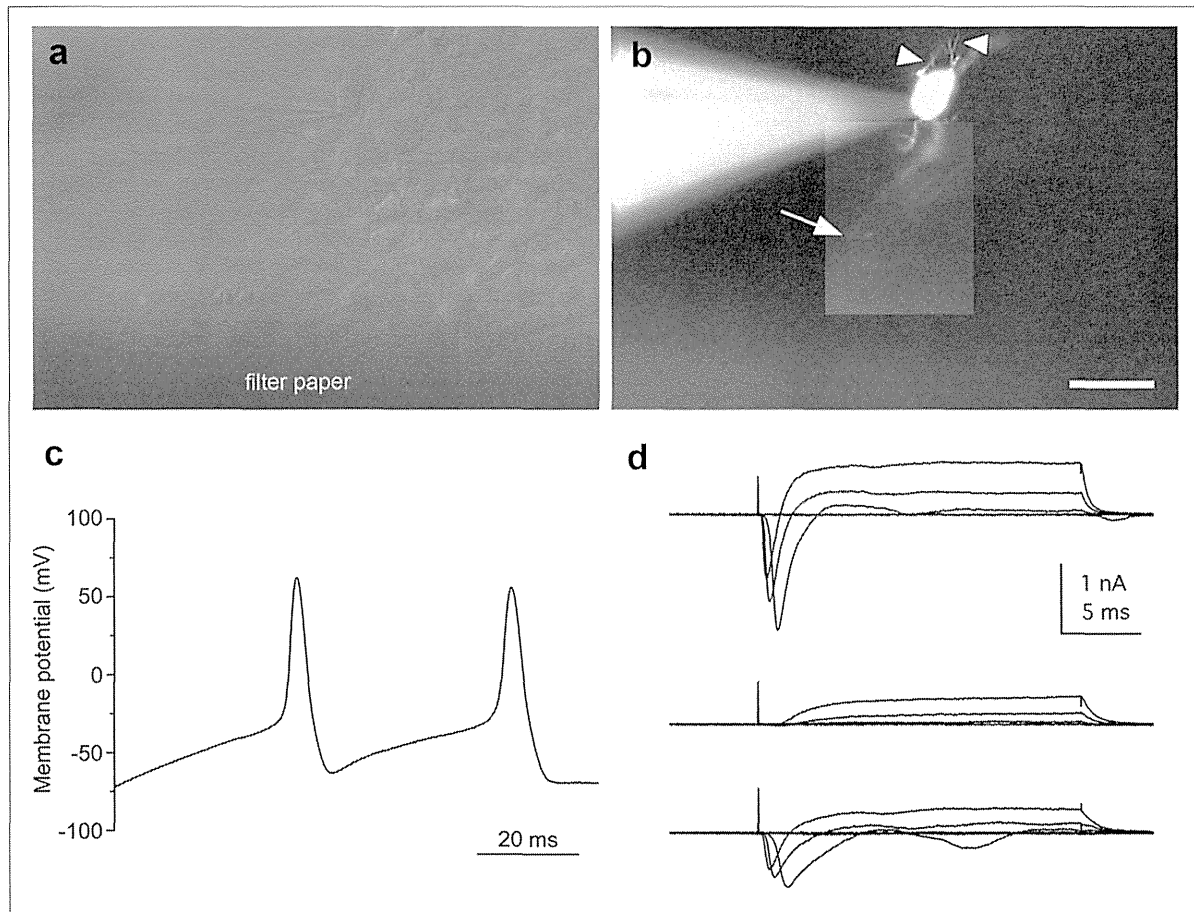 a
b
filter paper
c
d
100
50
0
-50
-100
Membrane potential (mV)
20 ms
1 nA
5 ms